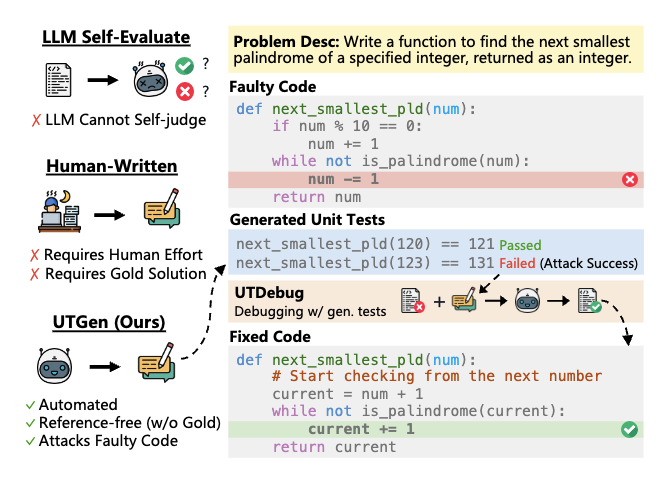 LLM Self-Evaluate
?
?
✗ LLM Cannot Self-judge
Human-Written
✗ Requires Human Effort
✗ Requires Gold Solution
UTGen (Ours)
✓ Automated
✓ Reference-free (w/o Gold)
✓ Attacks Faulty Code
Problem Desc: Write a function to find the next smallest
palindrome of a specified integer, returned as an integer.
Faulty Code
def next_smallest_pld(num):
    if num % 10 == 0:
        num += 1
    while not is_palindrome(num):
        num -= 1
    return num
Generated Unit Tests
next_smallest_pld(120) == 121 Passed
next_smallest_pld(123) == 131 Failed (Attack Success)
UTDebug
Debugging w/ gen. tests
+
Fixed Code
def next_smallest_pld(num):
    # Start checking from the next number
    current = num + 1
    while not is_palindrome(current):
        current += 1
    return current